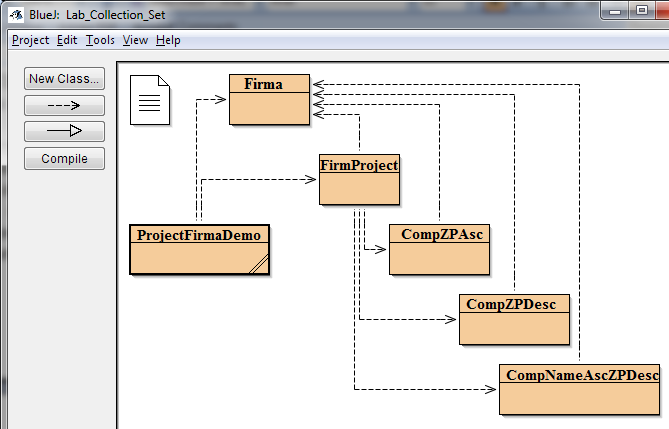 BlueJ: Lab_Collection_Set
Project Edit Tools View Help
New Class...
Compile
Firma
FirmProject
ProjectFirmaDemo
CompZPAsc
CompZPDesc
CompNameAscZPDesc